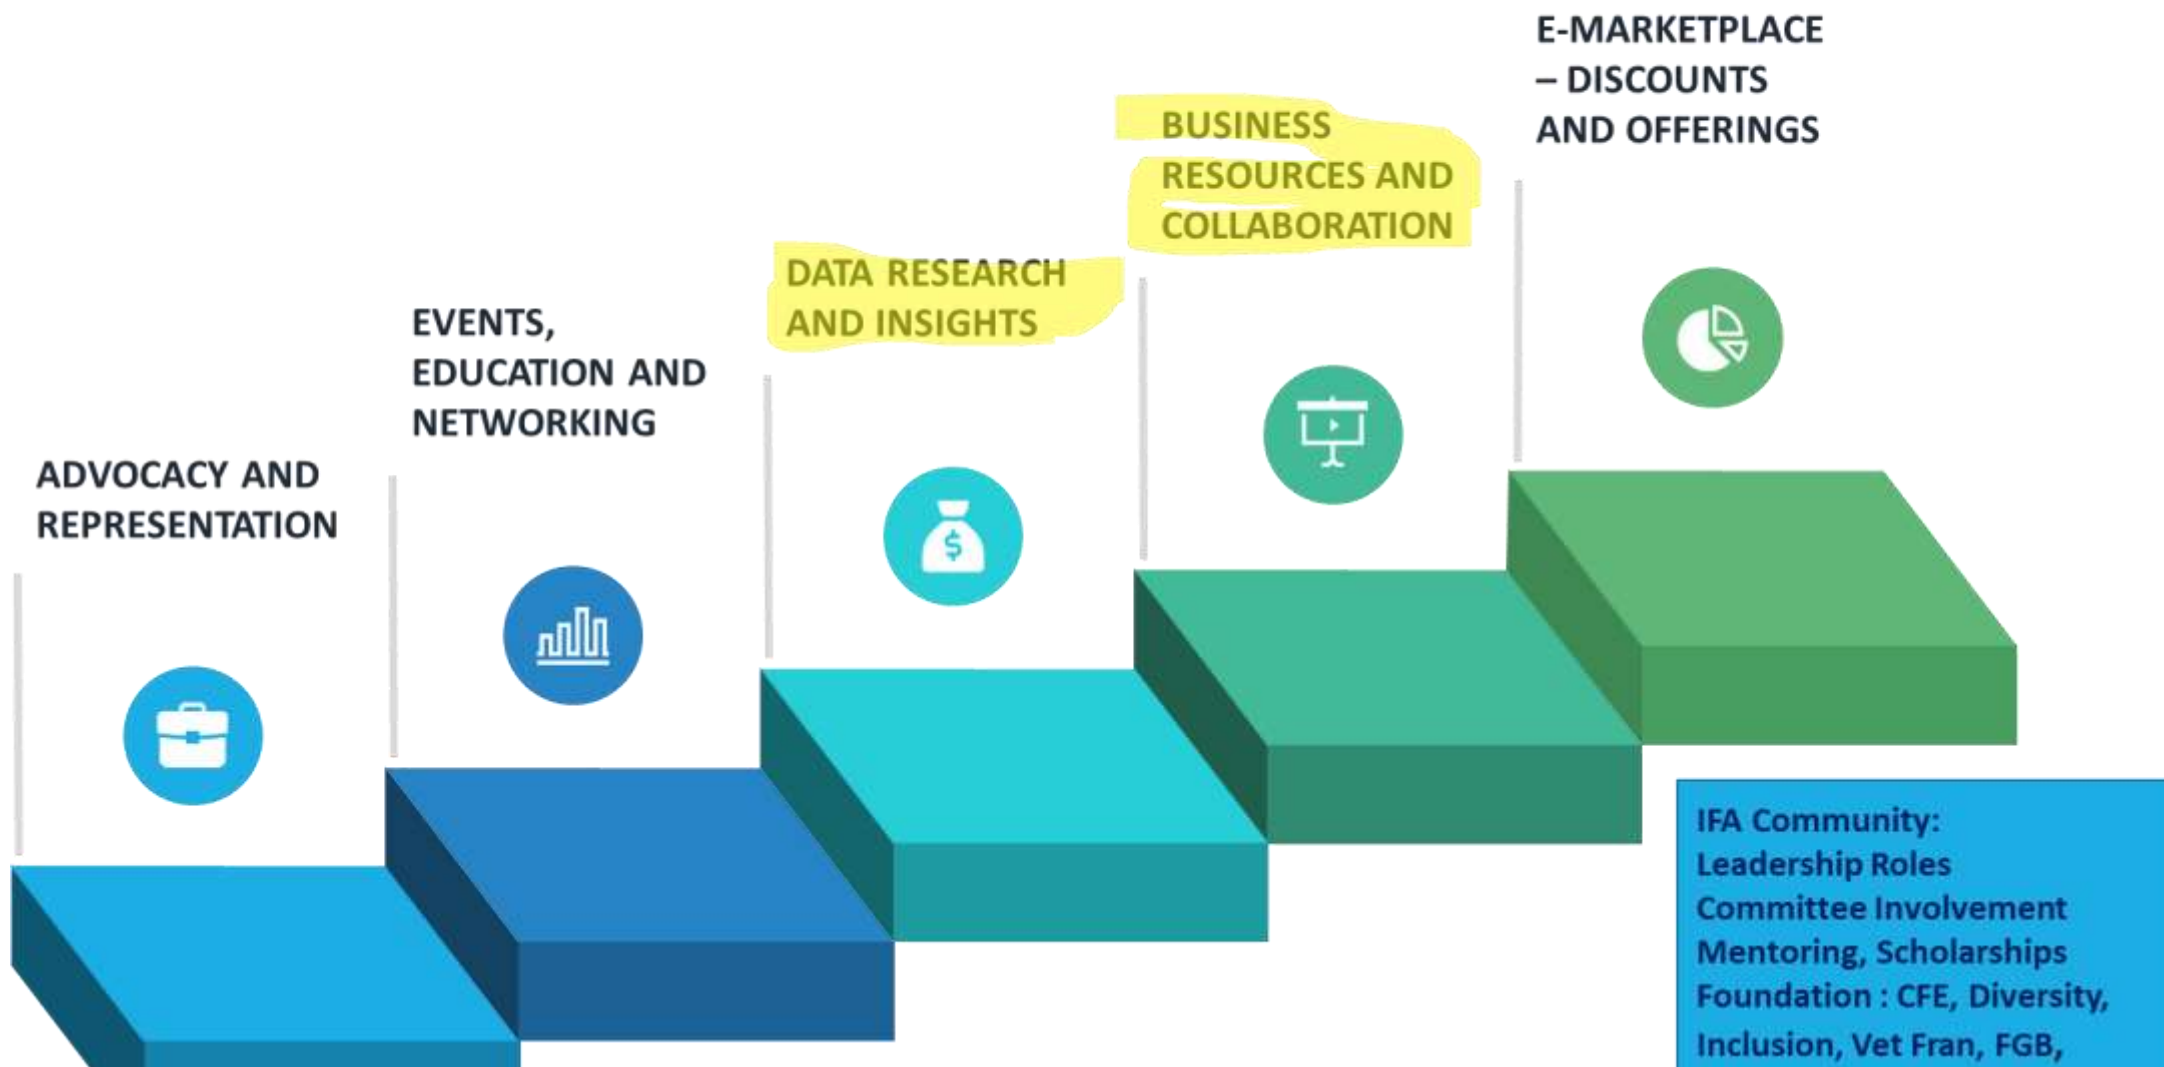 ADVOCACY AND
REPRESENTATION
EVENTS,
EDUCATION AND
NETWORKING
DATA RESEARCH
AND INSIGHTS
BUSINESS
RESOURCES AND
COLLABORATION
E-MARKETPLACE
– DISCOUNTS
AND OFFERINGS
$
IFA Community:
Leadership Roles
Committee Involvement
Mentoring, Scholarships
Foundation : CFE, Diversity,
Inclusion, Vet Fran, FGB,